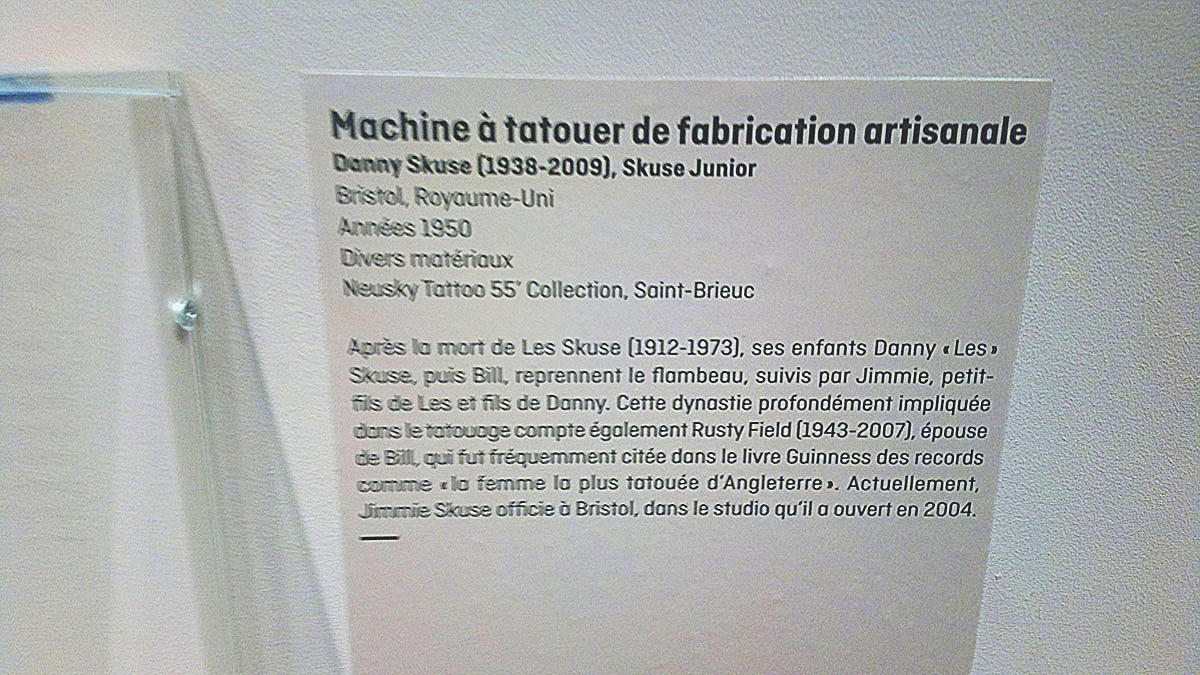 Machine à tatouer de fabrication artisanale
Danny Skuse (1938-2009), Skuse Junior
Bristol, Royaume-Uni
Années 1950
Divers matériaux
Neusky Tattoo 55' Collection, Saint-Brieuc
Après la mort de Les Skuse (1912-1973), ses enfants Danny « Les »
Skuse, puis Bill, reprennent le flambeau, suivis par Jimmie, petit-
fils de Les et fils de Danny. Cette dynastie profondément impliquée
dans le tatouage compte également Rusty Field (1943-2007), épouse
de Bill, qui fut fréquemment citée dans le livre Guinness des records
comme « la femme la plus tatouée d'Angleterre ». Actuellement,
Jimmie Skuse officie à Bristol, dans le studio qu'il a ouvert en 2004.